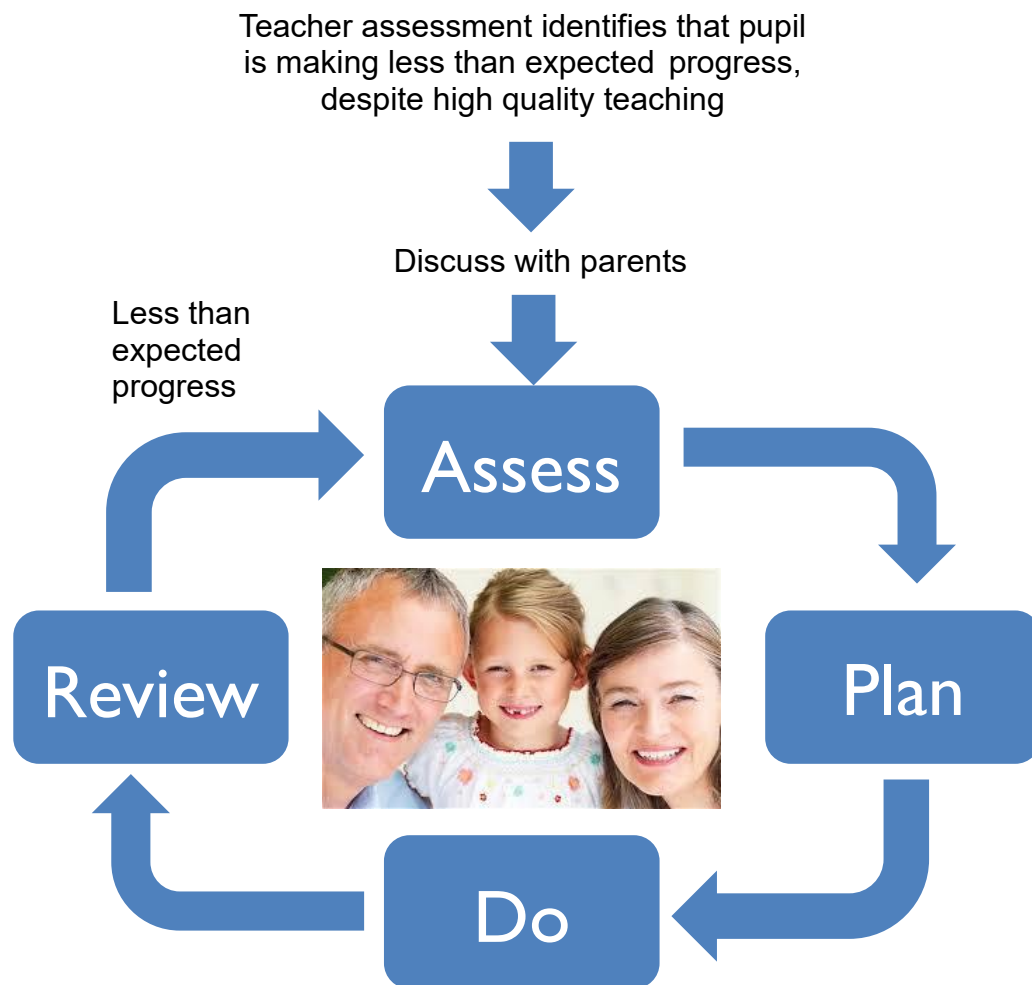 Teacher assessment identifies that pupil
is making less than expected progress,
despite high quality teaching
Discuss with parents
Less than
expected
progress
Assess
Plan
Do
Review